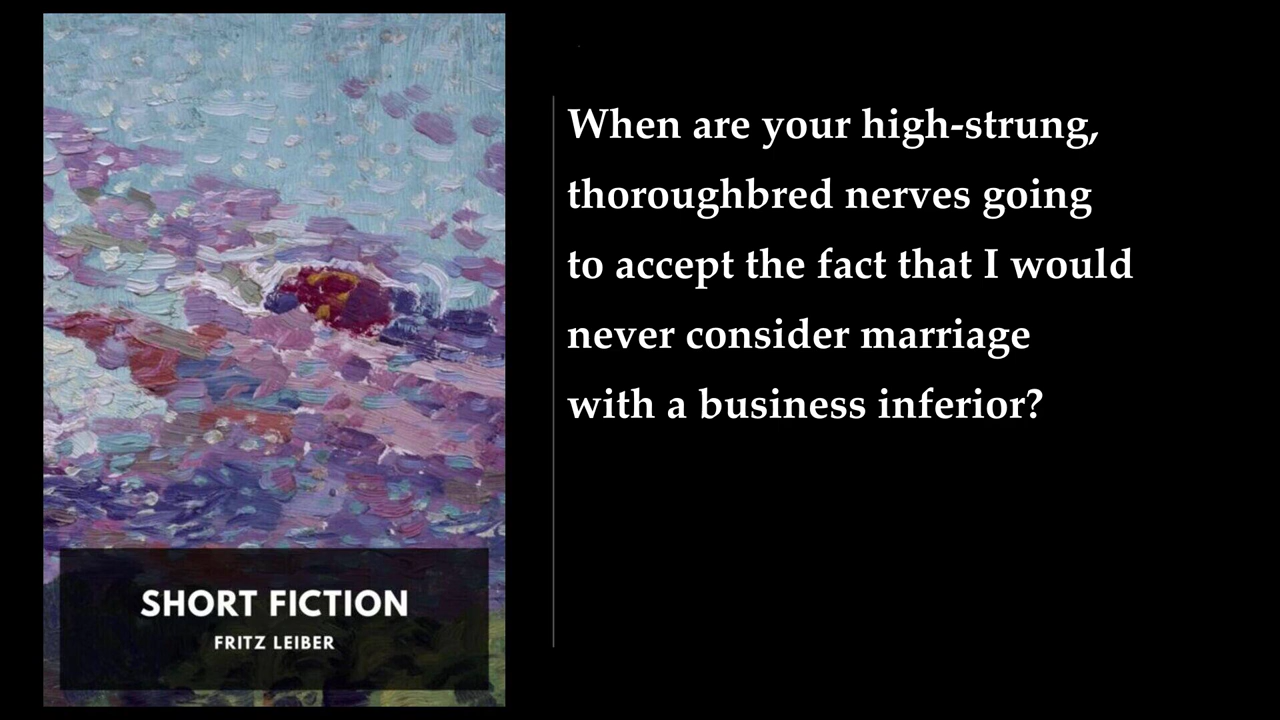 When are your high-strung,
thoroughbred nerves going
to accept the fact that I would
never consider marriage
with a business inferior?
SHORT FICTION
FRITZ LEIBER